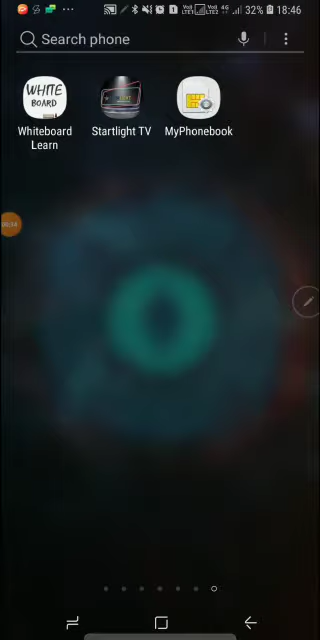 32% 18:46
Search phone
WHITE
BOARD
Whiteboard
Learn
Startlight TV
MyPhonebook